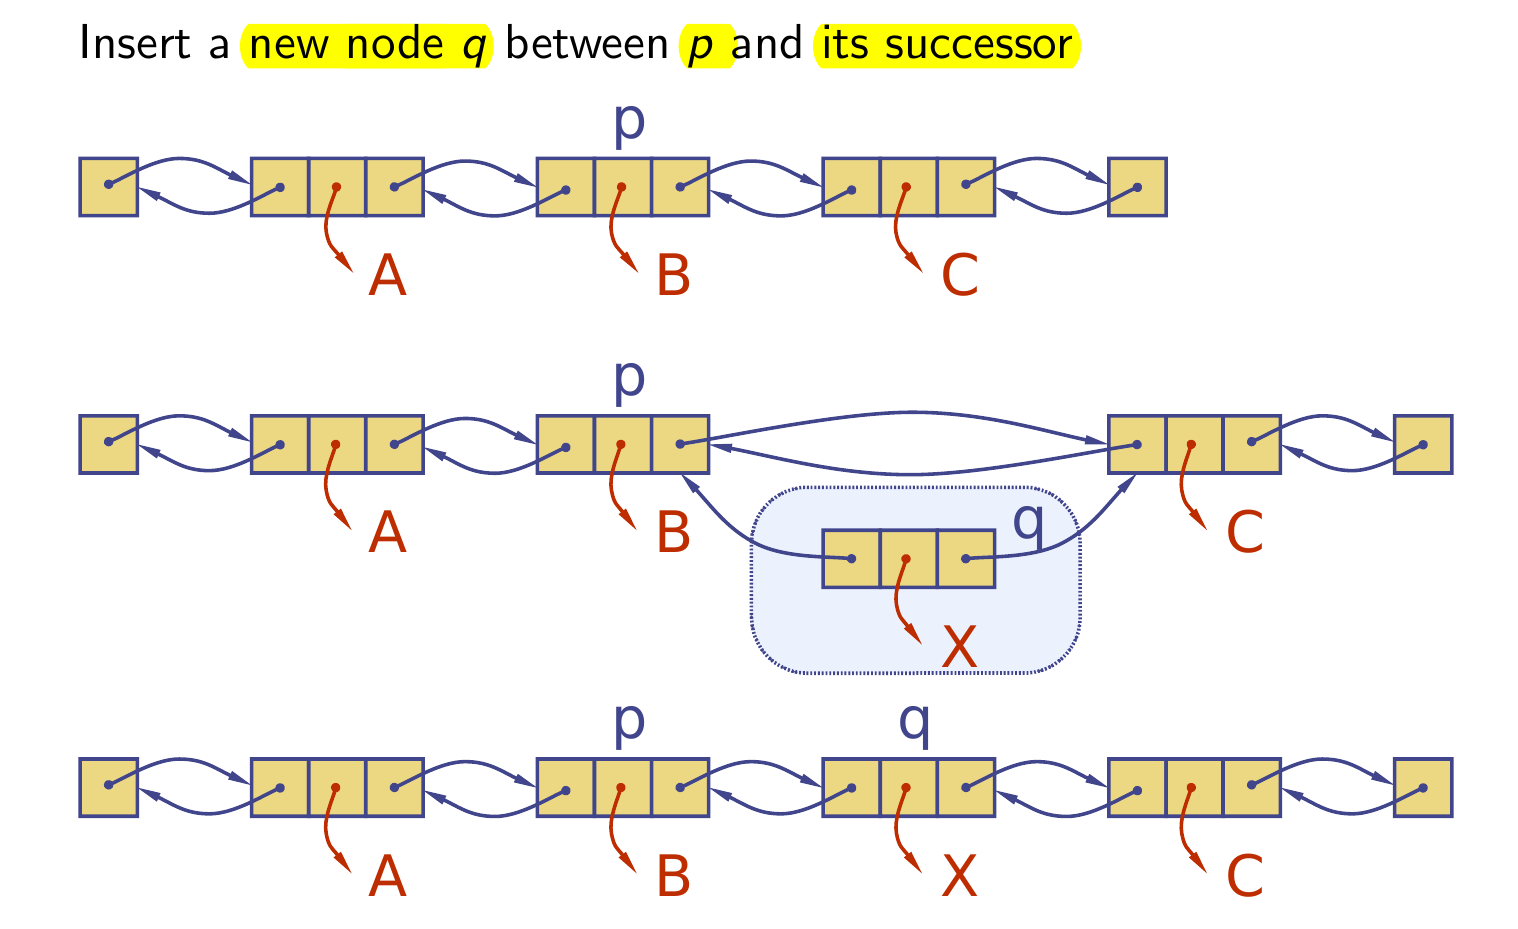 Insert a new node q between p and its successor
p
A B C
p
q
A B C
X
p q
A B X C